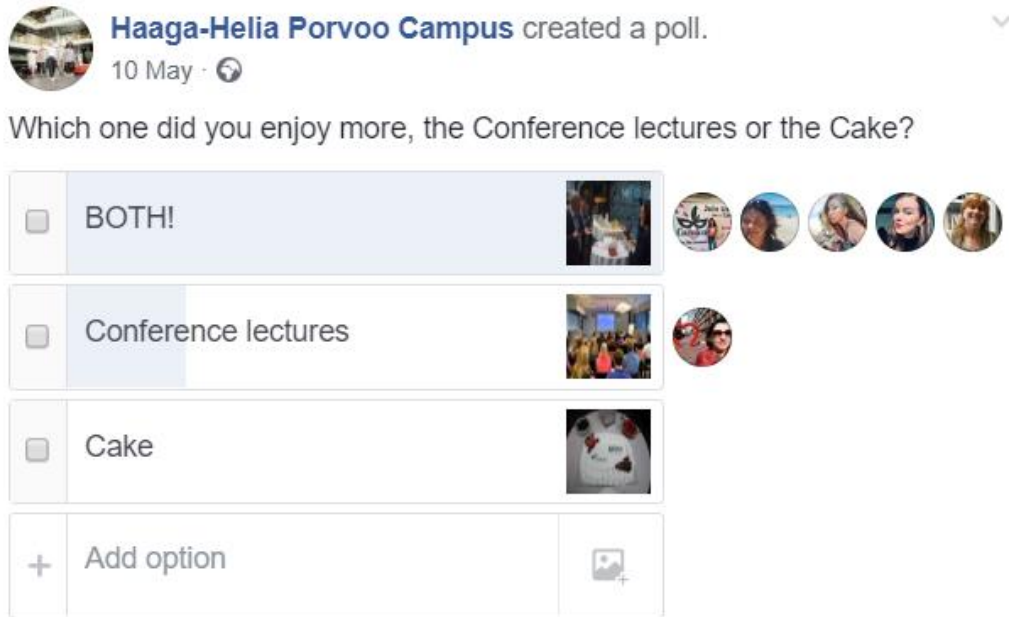 Haaga-Helia Porvoo Campus created a poll.
10 May ·
Which one did you enjoy more, the Conference lectures or the Cake?
BOTH!
Conference lectures
Cake
+ Add option